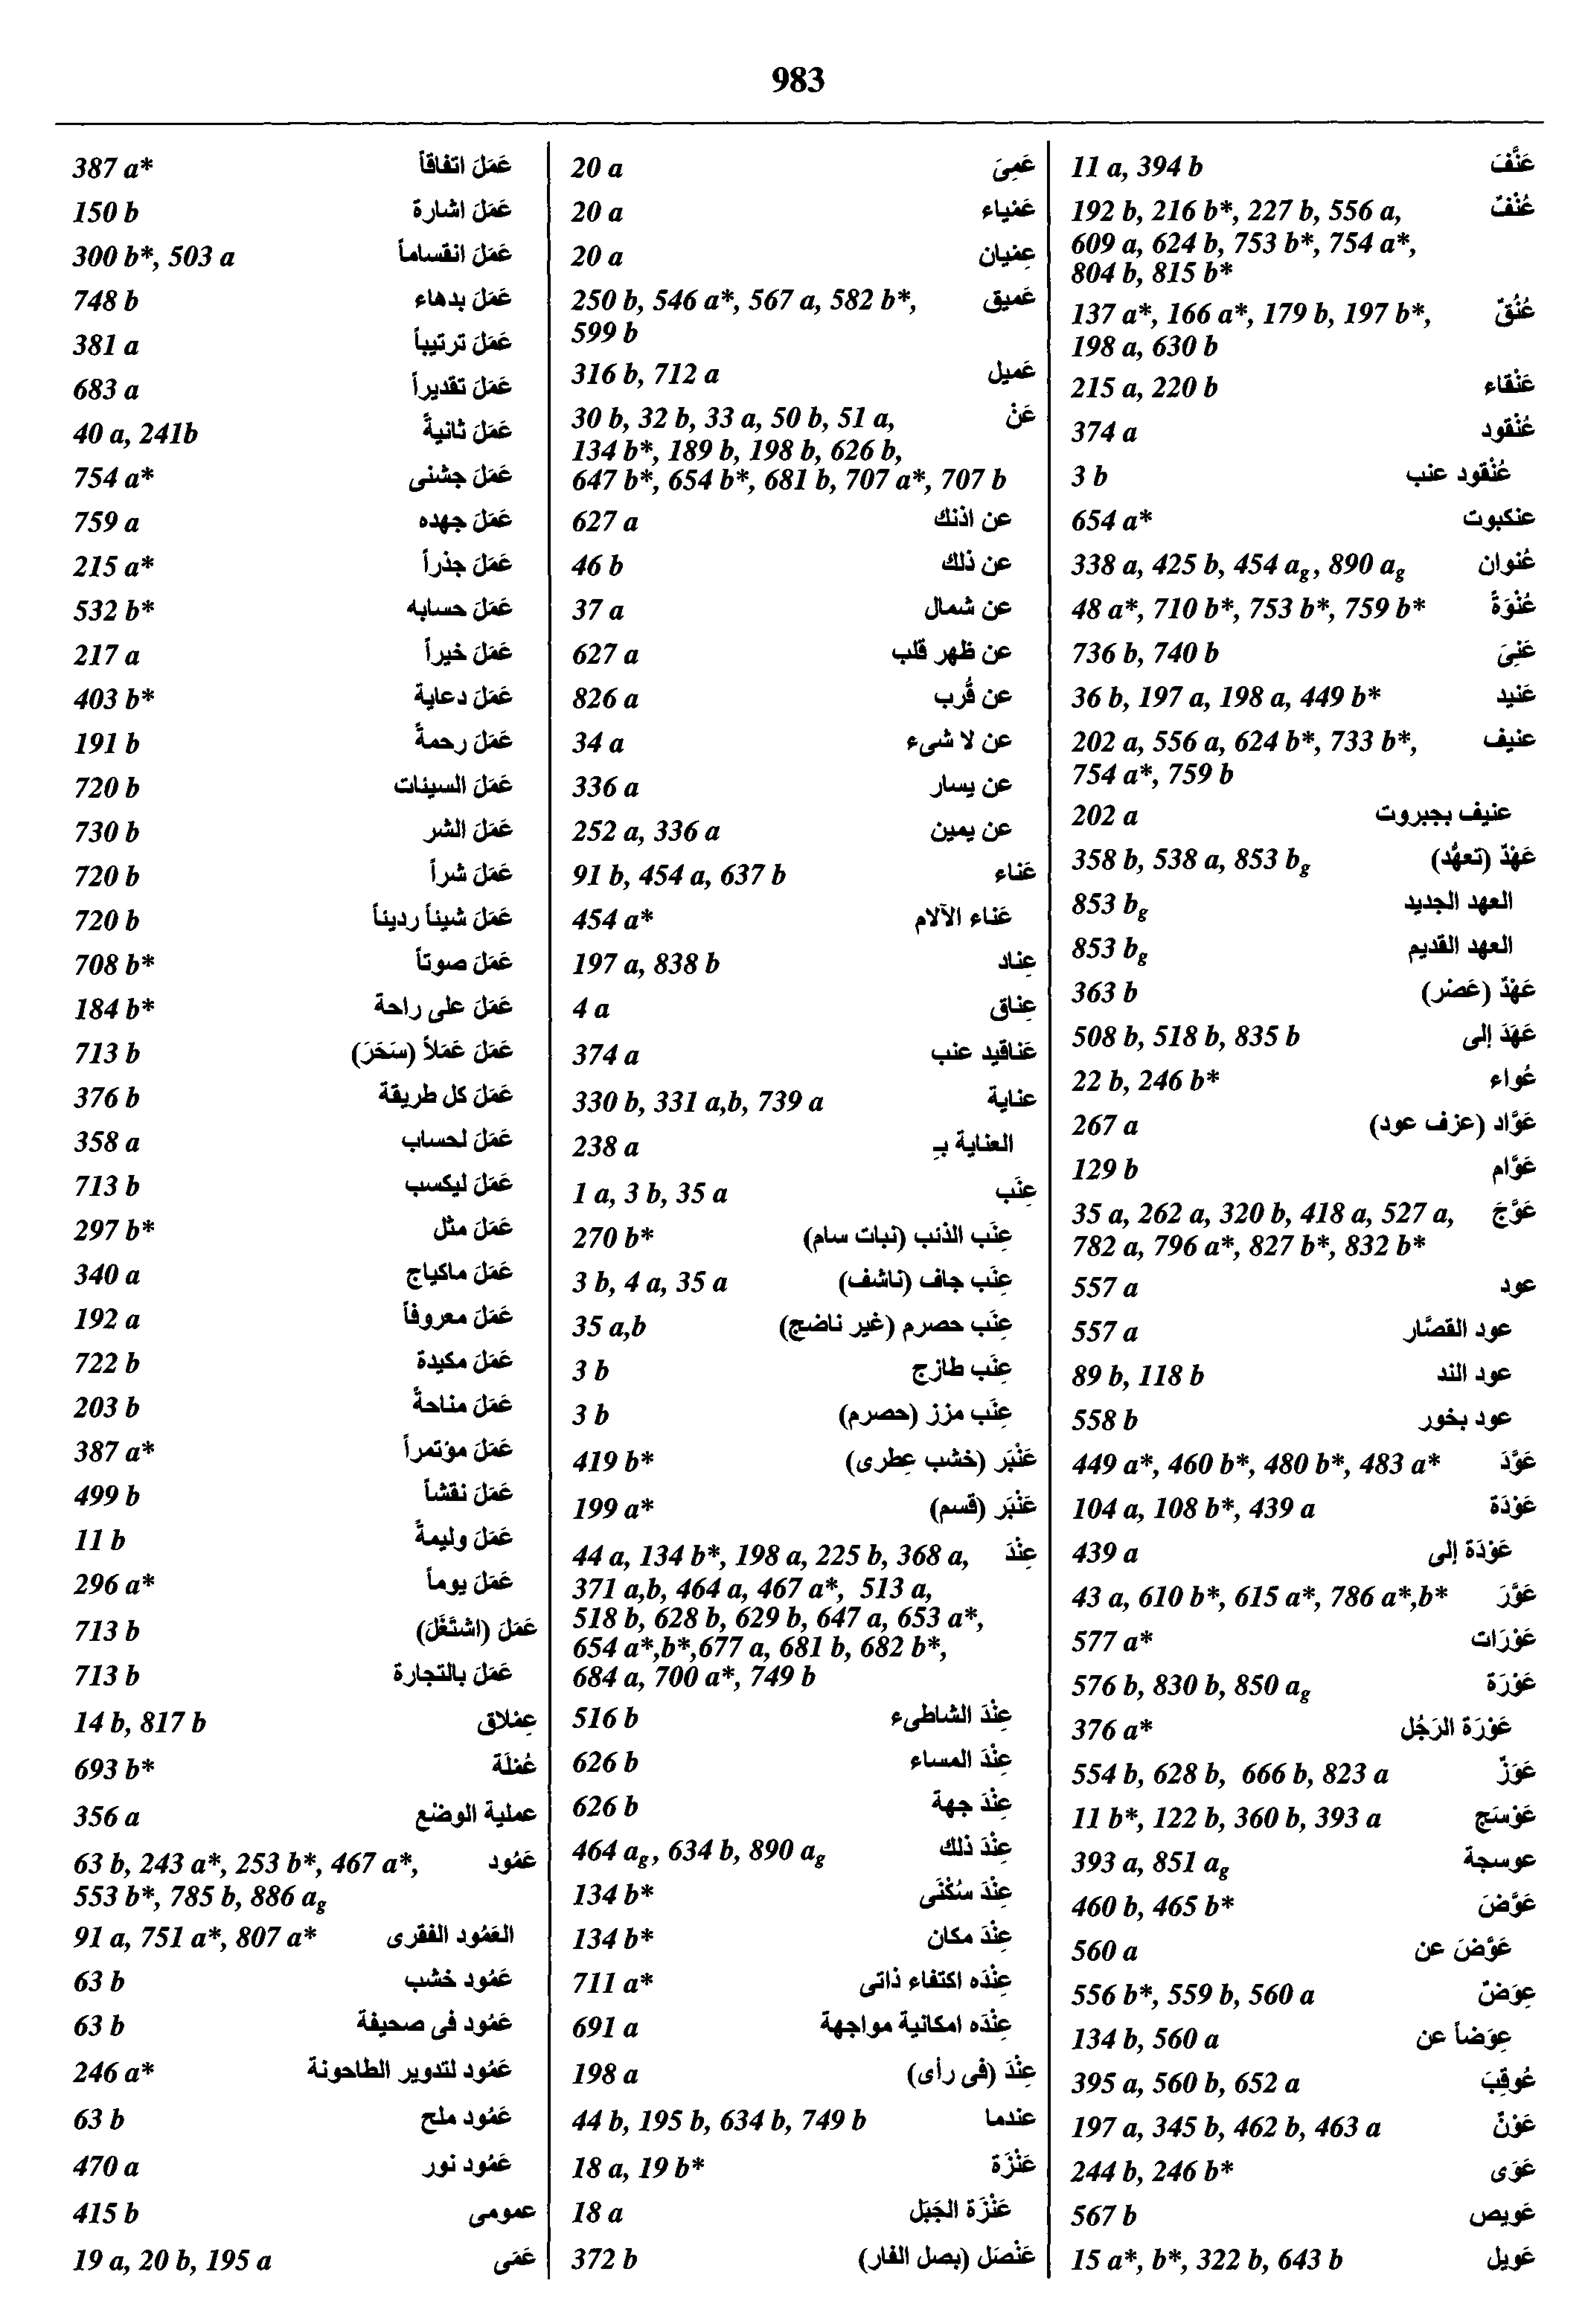 983
387 a* عَمَلَ اتفاقاً
150 b عَمَلَ اشارة
300 b*, 503 a عَمَلَ انقساماً
748 b عَمَلَ بدهاء
381 a عَمَلَ ترتيباً
683 a عَمَلَ تقديراً
40 a, 241b عَمَلَ ثانيةً
754 a* عَمَلَ جشنى
759 a عَمَلَ جهده
215 a* عَمَلَ جذراً
532 b* عَمَلَ حسابه
217 a عَمَلَ خيراً
403 b* عَمَلَ دعاية
191 b عَمَلَ رحمةً
720 b عَمَلَ السيئات
730 b عَمَلَ الشر
720 b عَمَلَ شراً
720 b عَمَلَ شيئاً رديئاً
708 b* عَمَلَ صوتاً
184 b* عَمَلَ على راحة
713 b عَمَلَ عَمَلاً (سَحَرَ)
376 b عَمَلَ كل طريقة
358 a عَمَلَ لحساب
713 b عَمَلَ ليكسب
297 b* عَمَلَ مثل
340 a عَمَلَ ماكياج
192 a عَمَلَ معروفاً
722 b عَمَلَ مكيدة
203 b عَمَلَ مناحةً
387 a* عَمَلَ مؤتمراً
499 b عَمَلَ نقشاً
11 b عَمَلَ وليمةً
296 a* عَمَلَ يوماً
713 b عَمَلَ (اشتَغَلَ)
713 b عَمَلَ بالتجارة
14 b, 817 b عِملاق
693 b* عُملَة
356 a عملية الوضْع
63 b, 243 a*, 253 b*, 467 a*, عَمُود
553 b*, 785 b, 886 ag
91 a, 751 a*, 807 a* العَمُود الفقرى
63 b عَمُود خشب
63 b عَمُود فى صحيفة
246 a* عَمُود لتدوير الطاحونة
63 b عَمُود ملح
470 a عَمُود نور
415 b عمومى
19 a, 20 b, 195 a عَمَى
20 a عَمِىَ
20 a عَمْياء
20 a عِميان
250 b, 546 a*, 567 a, 582 b*, عَميق
599 b
316 b, 712 a عَميل
30 b, 32 b, 33 a, 50 b, 51 a, عَنْ
134 b*, 189 b, 198 b, 626 b,
647 b*, 654 b*, 681 b, 707 a*, 707 b
627 a عن اذنك
46 b عن ذلك
37 a عن شمال
627 a عن ظهر قلب
826 a عن قُرب
34 a عن لا شىء
336 a عن يسار
252 a, 336 a عن يمين
91 b, 454 a, 637 b عَناء
454 a* عَناء الآلام
197 a, 838 b عِناد
4 a عِناق
374 a عَناقيد عنب
330 b, 331 a,b, 739 a عناية
238 a العناية بـِ
1 a, 3 b, 35 a عِنَب
270 b* عِنَب الذئب (نبات سام)
3 b, 4 a, 35 a عِنَب جاف (ناشف)
35 a,b عِنَب حصرم (غير ناضج)
3 b عِنَب طازج
3 b عِنَب مزز (حصرم)
419 b* عَنْبَر (خشب عِطرى)
199 a* عَنْبَر (قسم)
44 a, 134 b*, 198 a, 225 b, 368 a, عِنْدَ
371 a,b, 464 a, 467 a*, 513 a,
518 b, 628 b, 629 b, 647 a, 653 a*,
654 a*,b*,677 a, 681 b, 682 b*,
684 a, 700 a*, 749 b
516 b عِنْدَ الشاطىء
626 b عِنْدَ المساء
626 b عِنْدَ جهة
464 ag, 634 b, 890 ag عِنْدَ ذلك
134 b* عِنْدَ سُكْنَى
134 b* عِنْدَ مكان
711 a* عِنْدَه اكتفاء ذاتى
691 a عِنْدَه امكانية مواجهة
198 a عِنْدَ (فى رأى)
44 b, 195 b, 634 b, 749 b عندما
18 a, 19 b* عَنْزَة
18 a عَنْزَة الجَبَل
372 b عَنْصَل (بصل الفار)
11 a, 394 b عَنَّفَ
192 b, 216 b*, 227 b, 556 a, عُنْفٌ
609 a, 624 b, 753 b*, 754 a*,
804 b, 815 b*
137 a*, 166 a*, 179 b, 197 b*, عُنُقٌ
198 a, 630 b
215 a, 220 b عَنْقاء
374 a عُنْقود
3 b عُنْقود عنب
654 a* عنكبوت
338 a, 425 b, 454 ag, 890 ag عُنوان
48 a*, 710 b*, 753 b*, 759 b* عُنْوَةً
736 b, 740 b عَنِىَ
36 b, 197 a, 198 a, 449 b* عَنيد
202 a, 556 a, 624 b*, 733 b*, عنيف
754 a*, 759 b
202 a عنيف بجبروت
358 b, 538 a, 853 bg عَهْدٌ (تعهُّد)
853 bg العهد الجديد
853 bg العهد القديم
363 b عَهْدٌ (عَصْر)
508 b, 518 b, 835 b عَهَدَ إلى
22 b, 246 b* عُواء
267 a عَوَّاد (عزف عود)
129 b عَوَّام
35 a, 262 a, 320 b, 418 a, 527 a, عَوَّجَ
782 a, 796 a*, 827 b*, 832 b*
557 a عود
557 a عود القصَّار
89 b, 118 b عود الند
558 b عود بخور
449 a*, 460 b*, 480 b*, 483 a* عَوَّدَ
104 a, 108 b*, 439 a عَوْدَة
439 a عَوْدَة إلى
43 a, 610 b*, 615 a*, 786 a*,b* عَوَّرَ
577 a* عَوْرَات
576 b, 830 b, 850 ag عَوْرَة
376 a* عَوْرَة الرَجُل
554 b, 628 b, 666 b, 823 a عَوَزٌ
11 b*, 122 b, 360 b, 393 a عَوْسَج
393 a, 851 ag عوسجة
460 b, 465 b* عَوَّضَ
560 a عَوَّضَ عن
556 b*, 559 b, 560 a عِوَضٌ
134 b, 560 a عِوَضاً عن
395 a, 560 b, 652 a عُوقِبَ
197 a, 345 b, 462 b, 463 a عَوْنٌ
244 b, 246 b* عَوَى
567 b عَويص
15 a*, b*, 322 b, 643 b عَويل